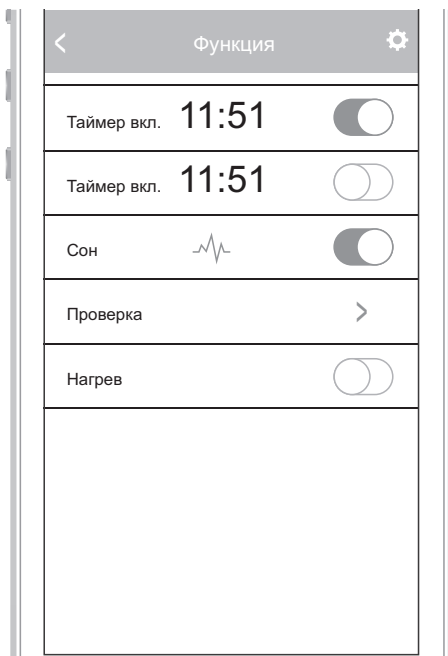 Функция
Таймер вкл. 11:51
Таймер вкл. 11:51
Сон
Проверка
Нагрев